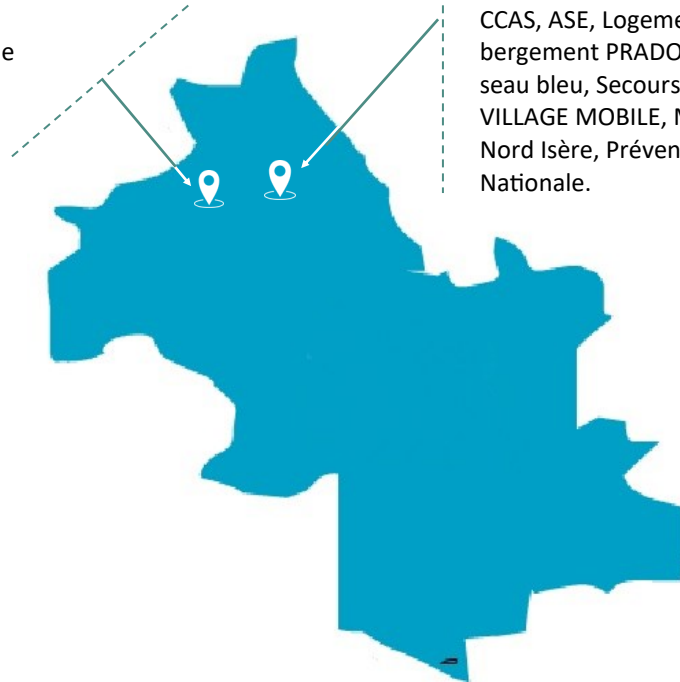 e
CCAS, ASE, Logeme
bergement PRADO
seau bleu, Secours
VILLAGE MOBILE, 
Nord Isère, Préven
Nationale.